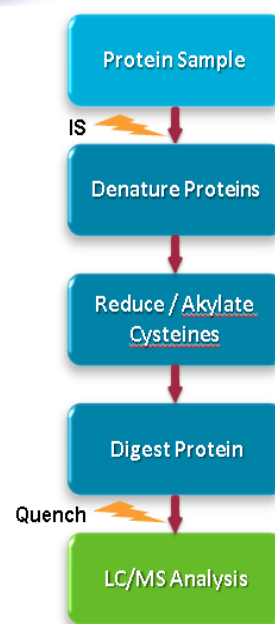 Protein Sample
IS
Denature Proteins
Reduce / Akylate
Cysteines
Digest Protein
Quench
LC/MS Analysis